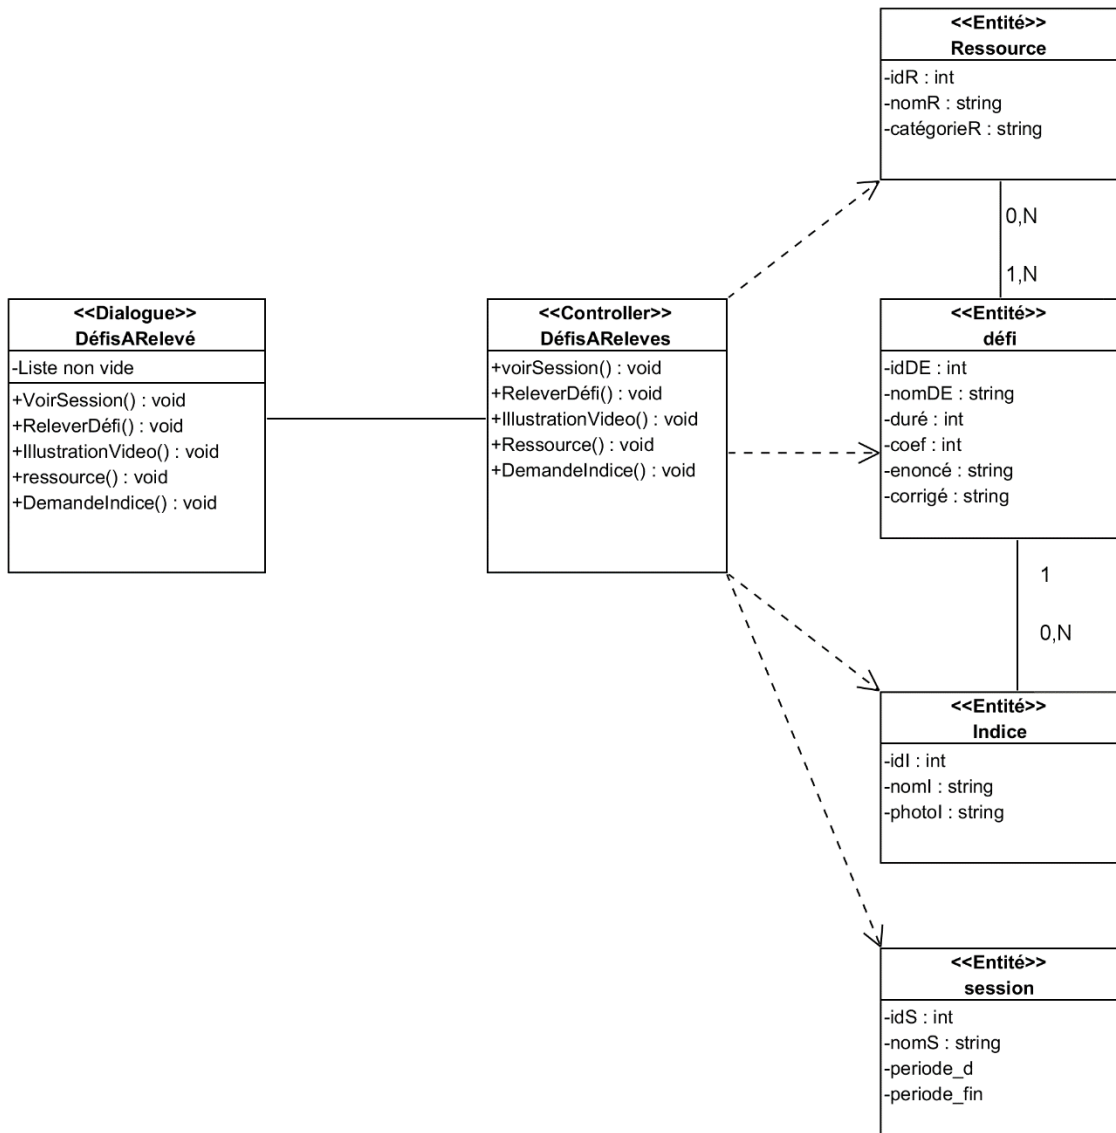 <<Entité>>
Ressource
-idR : int
-nomR : string
-catégorieR : string
0,N
1,N
<<Dialogue>>
DéfisARelevé
-Liste non vide
+VoirSession() : void
+ReleverDéfi() : void
+IllustrationVideo() : void
+ressource() : void
+DemandeIndice() : void
<<Controller>>
DéfisAReleves
+voirSession() : void
+ReleverDéfi() : void
+IllustrationVideo() : void
+Ressource() : void
+DemandeIndice() : void
<<Entité>>
défi
-idDE : int
-nomDE : string
-duré : int
-coef : int
-enoncé : string
-corrigé : string
1
0,N
<<Entité>>
Indice
-idI : int
-nomI : string
-photoI : string
<<Entité>>
session
-idS : int
-nomS : string
-periode_d
-periode_fin